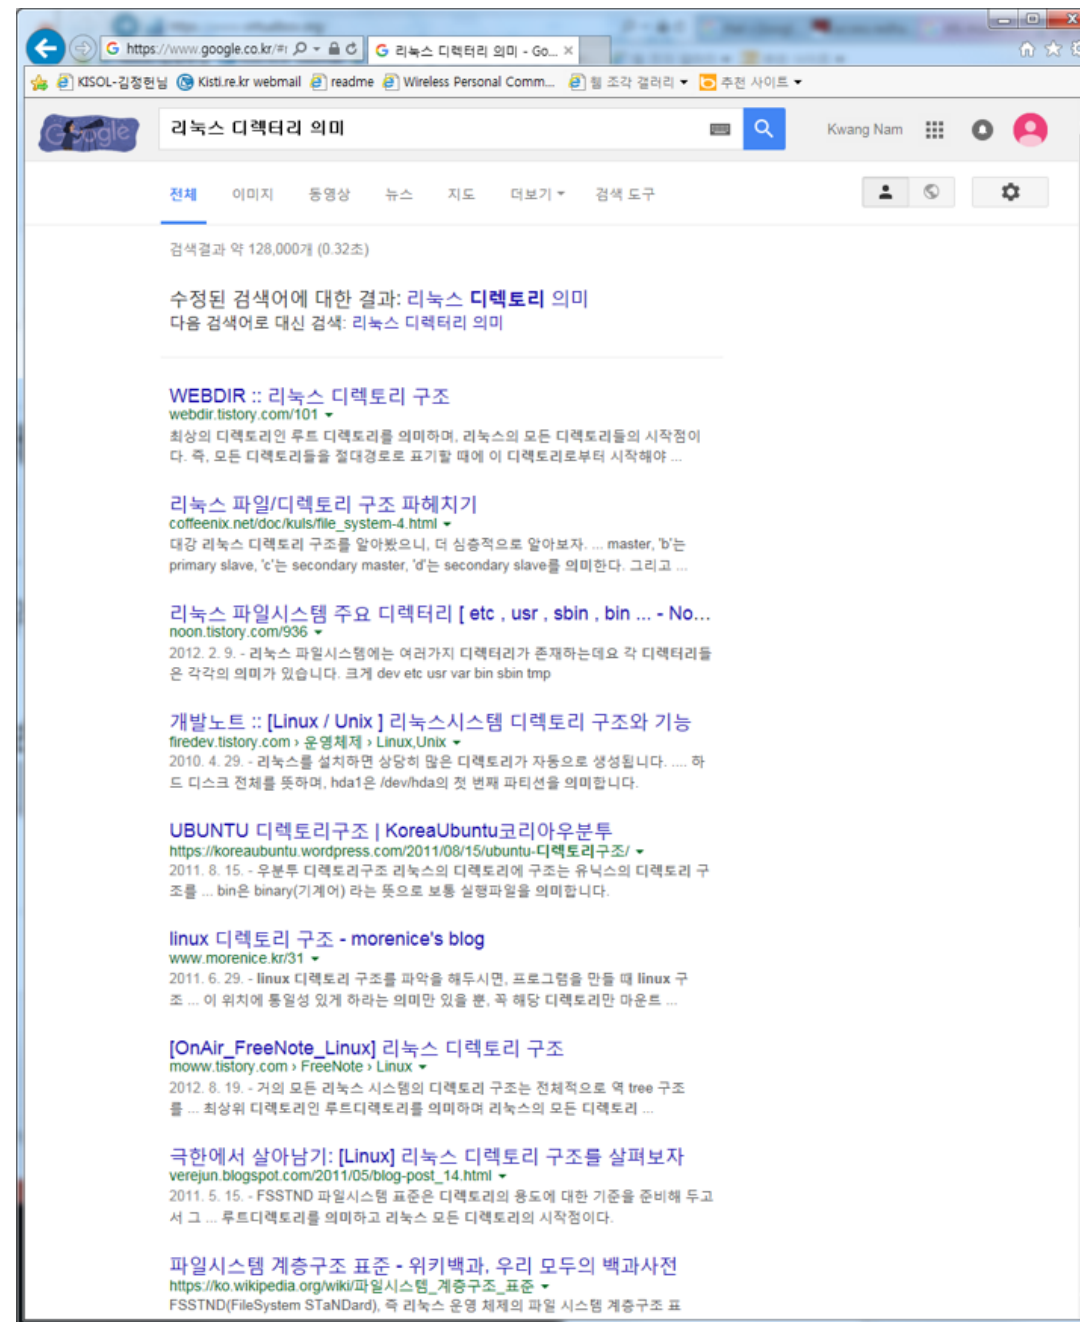 https://www.google.co.kr/#
리눅스 디렉터리 의미 - Go...
KISOL-김정헌님 Kisti.re.kr webmail readme Wireless Personal Comm... 웹 조각 갤러리 추천 사이트
Google 리눅스 디렉터리 의미 Kwang Nam
전체 이미지 동영상 뉴스 지도 더보기 검색 도구
검색결과 약 128,000개 (0.32초)
수정된 검색어에 대한 결과: 리눅스 디렉토리 의미
다음 검색어로 대신 검색: 리눅스 디렉터리 의미
WEBDIR :: 리눅스 디렉토리 구조
webdir.tistory.com/101
최상의 디렉토리인 루트 디렉토리를 의미하며, 리눅스의 모든 디렉토리들의 시작점이
다. 즉, 모든 디렉토리들을 절대경로로 표기할 때에 이 디렉토리로부터 시작해야 ...
리눅스 파일/디렉토리 구조 파헤치기
coffeenix.net/doc/kuls/file_system-4.html
대강 리눅스 디렉토리 구조를 알아봤으니, 더 심층적으로 알아보자. ... master, 'b'는
primary slave, 'c'는 secondary master, 'd'는 secondary slave를 의미한다. 그리고 ...
리눅스 파일시스템 주요 디렉터리 [ etc , usr , sbin , bin ... - No...
noon.tistory.com/936
2012. 2. 9. - 리눅스 파일시스템에는 여러가지 디렉터리가 존재하는데요 각 디렉터리들
은 각각의 의미가 있습니다. 크게 dev etc usr var bin sbin tmp
개발노트 :: [Linux / Unix ] 리눅스시스템 디렉토리 구조와 기능
firedev.tistory.com › 운영체제 › Linux,Unix
2010. 4. 29. - 리눅스를 설치하면 상당히 많은 디렉토리가 자동으로 생성됩니다. .... 하
드 디스크 전체를 뜻하며, hda1은 /dev/hda의 첫 번째 파티션을 의미합니다.
UBUNTU 디렉토리구조 | KoreaUbuntu코리아우분투
https://koreaubuntu.wordpress.com/2011/08/15/ubuntu-디렉토리구조/
2011. 8. 15. - 우분투 디렉토리구조 리눅스의 디렉토리에 구조는 유닉스의 디렉토리 구
조를 ... bin은 binary(기계어) 라는 뜻으로 보통 실행파일을 의미합니다.
linux 디렉토리 구조 - morenice's blog
www.morenice.kr/31
2011. 6. 29. - linux 디렉토리 구조를 파악을 해두시면, 프로그램을 만들 때 linux 구
조 ... 이 위치에 통일성 있게 하라는 의미만 있을 뿐, 꼭 해당 디렉토리만 마운트 ...
[OnAir_FreeNote_Linux] 리눅스 디렉토리 구조
moww.tistory.com › FreeNote › Linux
2012. 8. 19. - 거의 모든 리눅스 시스템의 디렉토리 구조는 전체적으로 역 tree 구조
를 ... 최상위 디렉토리인 루트디렉토리를 의미하며 리눅스의 모든 디렉토리 ...
극한에서 살아남기: [Linux] 리눅스 디렉토리 구조를 살펴보자
verejun.blogspot.com/2011/05/blog-post_14.html
2011. 5. 15. - FSSTND 파일시스템 표준은 디렉토리의 용도에 대한 기준을 준비해 두고
서 그 ... 루트디렉토리를 의미하고 리눅스 모든 디렉토리의 시작점이다.
파일시스템 계층구조 표준 - 위키백과, 우리 모두의 백과사전
https://ko.wikipedia.org/wiki/파일시스템_계층구조_표준
FSSTND(FileSystem STaNDard), 즉 리눅스 운영 체제의 파일 시스템 계층구조 표